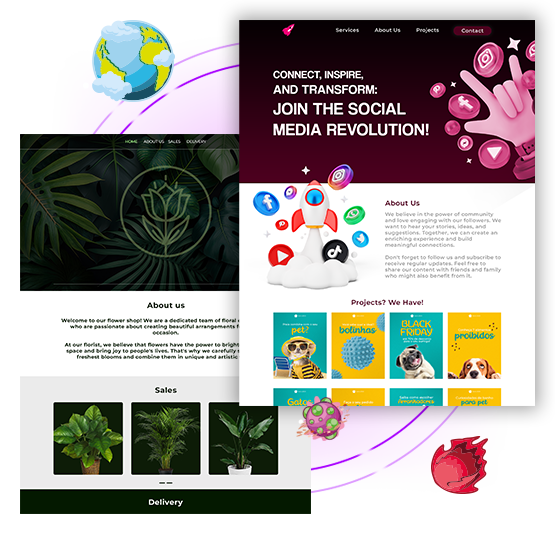 Services About Us Projects Contact
CONNECT, INSPIRE,
AND TRANSFORM:
JOIN THE SOCIAL
MEDIA REVOLUTION!
About Us
We believe in the power of community
and love engaging with our followers. We
want to hear your stories, ideas, and
suggestions. Together, we can create an
enriching experience and build
meaningful connections.
Don't forget to follow us and subscribe to
receive regular updates. Feel free to
share our content with friends and family
who might also benefit from it.
Projects? We Have!
pet?
bolinhas
BLACK
FRIDAY
proibidos
Gatos
para pet
HOME ABOUT US SALES DELIVERY
About us
Welcome to our flower shop! We are a dedicated team of floral
who are passionate about creating beautiful arrangements
occasion.
At our florist, we believe that flowers have the power to
space and bring joy to people's lives. That's why we carefully
freshest blooms and combine them in unique and artistic
Sales
Delivery